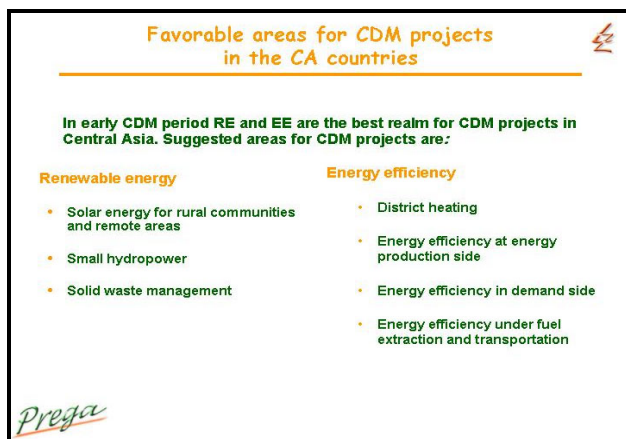 Favorable areas for CDM projects
in the CA countries
In early CDM period RE and EE are the best realm for CDM projects in
Central Asia. Suggested areas for CDM projects are:
Renewable energy
• Solar energy for rural communities
and remote areas
• Small hydropower
• Solid waste management
Energy efficiency
• District heating
• Energy efficiency at energy
production side
• Energy efficiency in demand side
• Energy efficiency under fuel
extraction and transportation
Prega